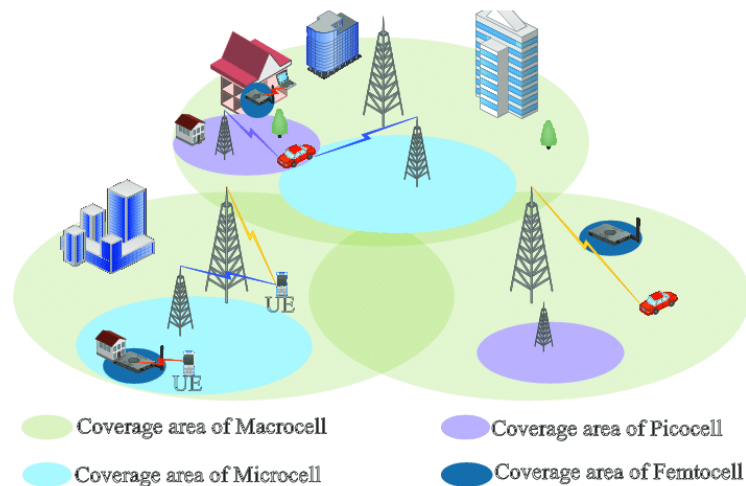 UE
UE
Coverage area of Macrocell
Coverage area of Picocell
Coverage area of Microcell
Coverage area of Femtocell